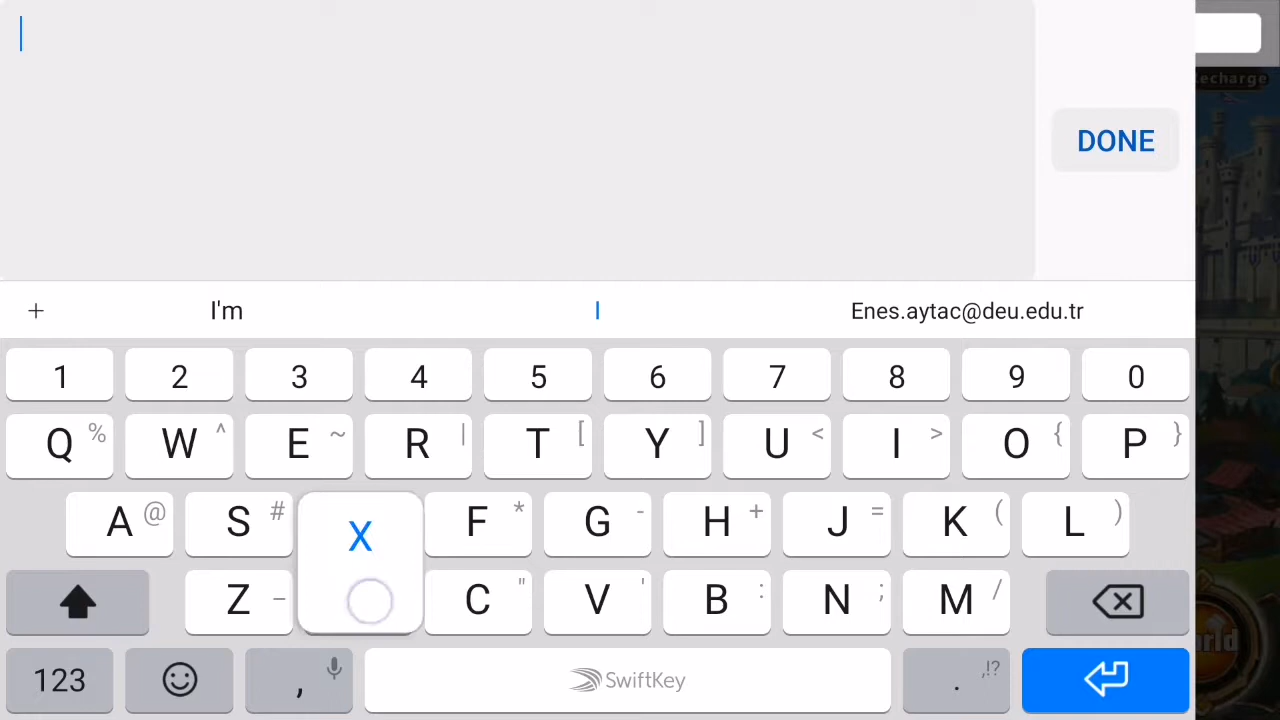 Recharge
DONE
+ I'm I Enes.aytac@deu.edu.tr
1 2 3 4 5 6 7 8 9 0
Q % W ^ E ~ R | T [ Y ] U < I > O { P }
A @ S # X F * G - H + J = K ( L )
Z _ C " V ' B : N ; M /
123 , SwiftKey . ,!?